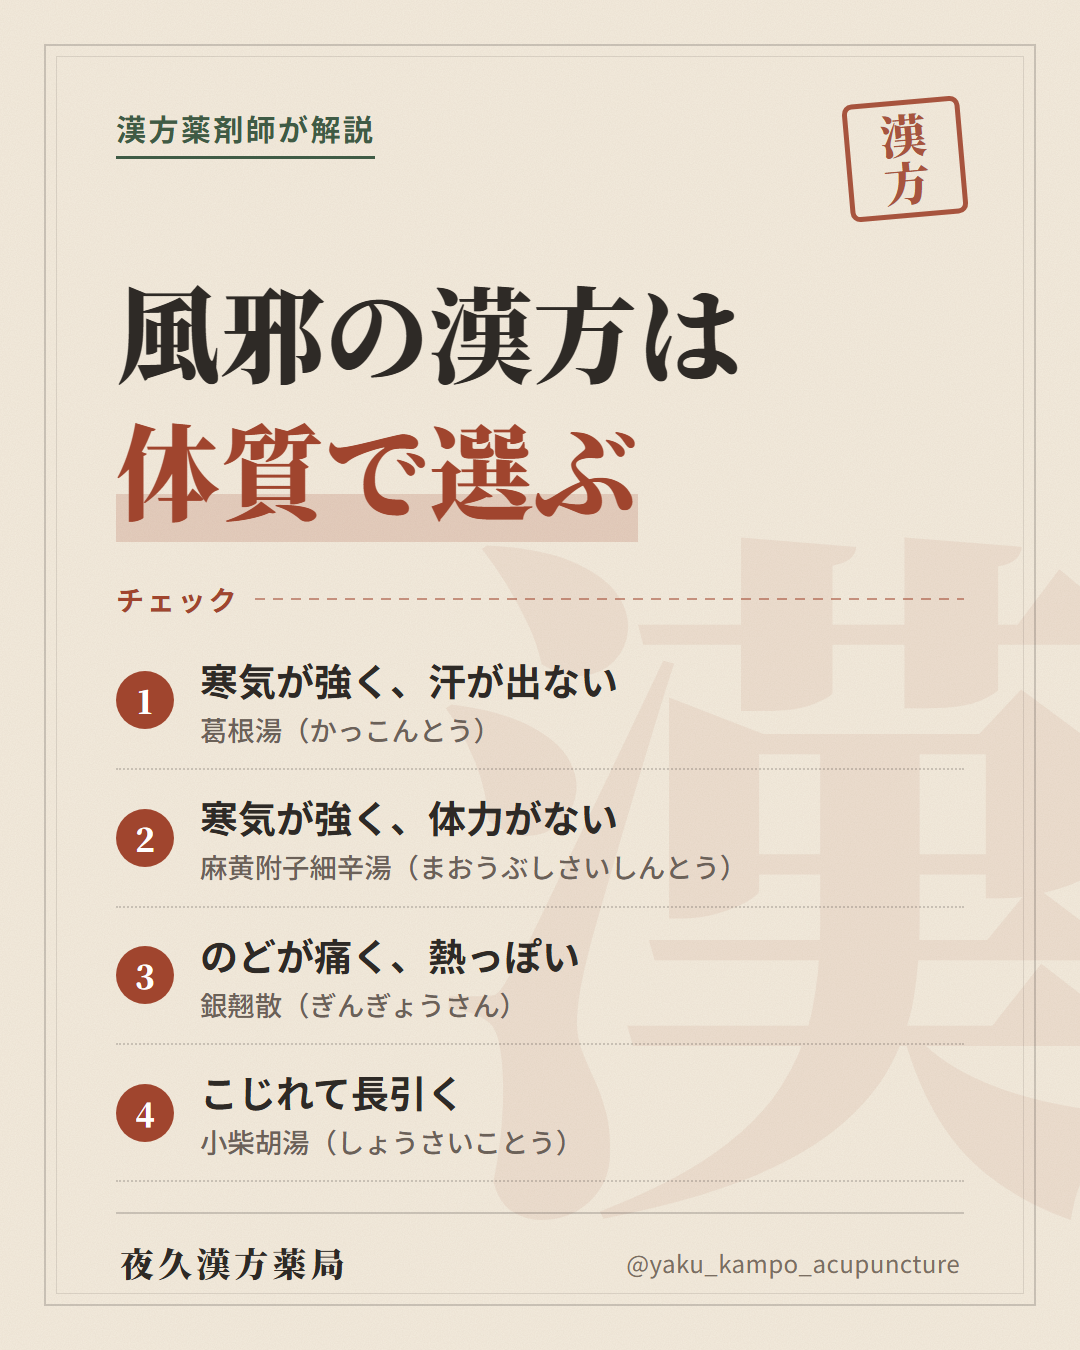 漢方薬剤師が解説
漢方
風邪の漢方は
体質で選ぶ
チェック
1
寒気が強く、汗が出ない
葛根湯（かっこんとう）
2
寒気が強く、体力がない
麻黄附子細辛湯（まおうぶしさいしんとう）
3
のどが痛く、熱っぽい
銀翹散（ぎんぎょうさん）
4
こじれて長引く
小柴胡湯（しょうさいことう）
漢
夜久漢方薬局
@yaku_kampo_acupuncture